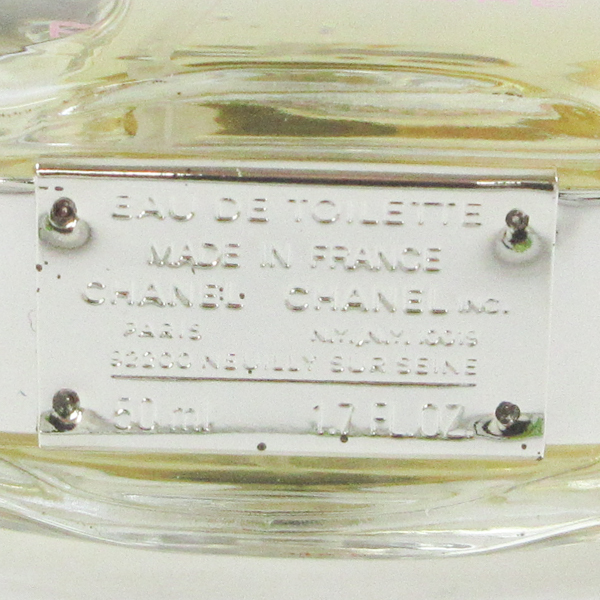 EAU DE TOILETTE
MADE IN FRANCE
CHANEL CHANEL INC.
PARIS N.Y., N.Y. 10019
92200 NEUILLY SUR SEINE
50 ml 1.7 FL. OZ.